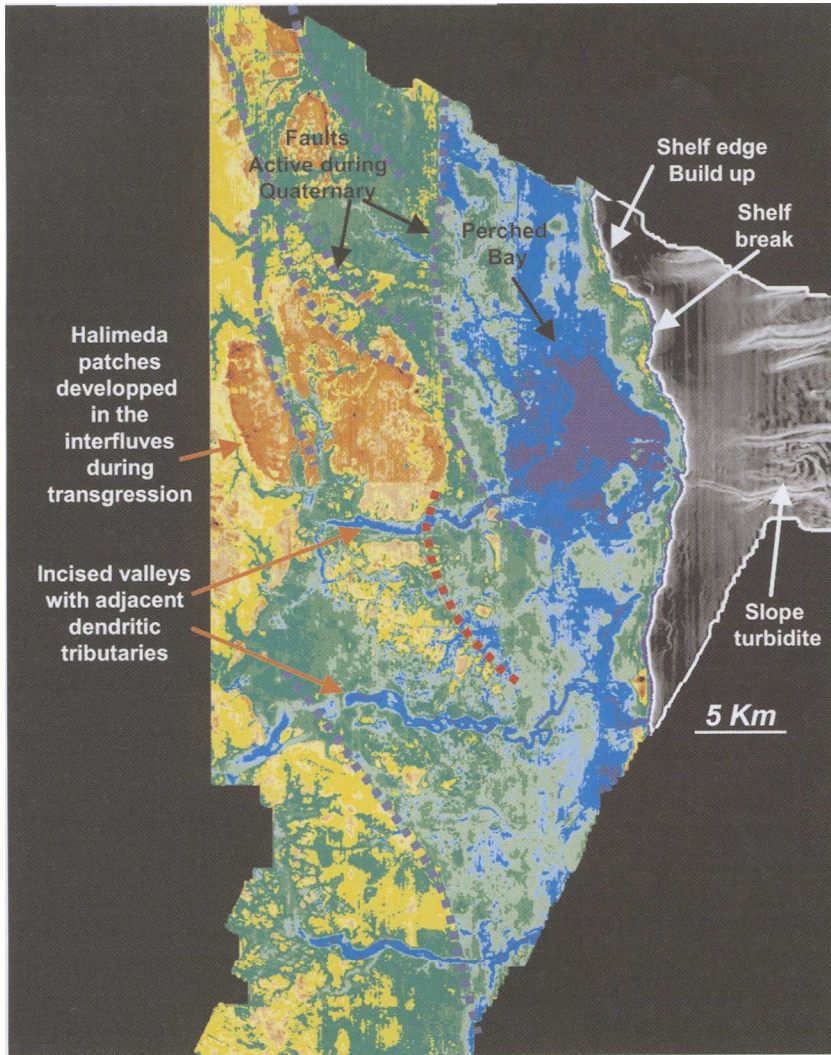 Faults
Active during
Quaternary
Shelf edge
Build up
Shelf
break
Perched
Bay
Halimeda
patches
developped
in the
interfluves
during
transgression
Incised valleys
with adjacent
dendritic
tributaries
Slope
turbidite
5 Km